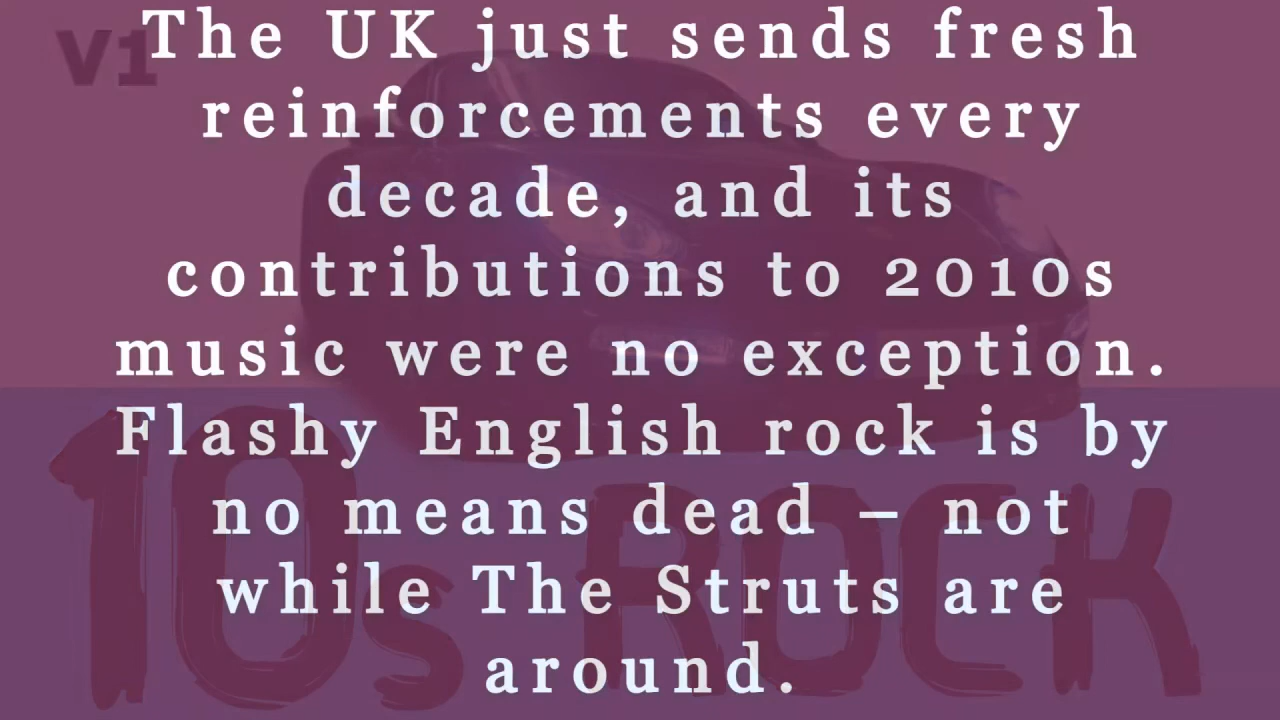 V1
The UK just sends fresh
reinforcements every
decade, and its
contributions to 2010s
music were no exception.
Flashy English rock is by
no means dead – not
while The Struts are
around.
10s ROCK